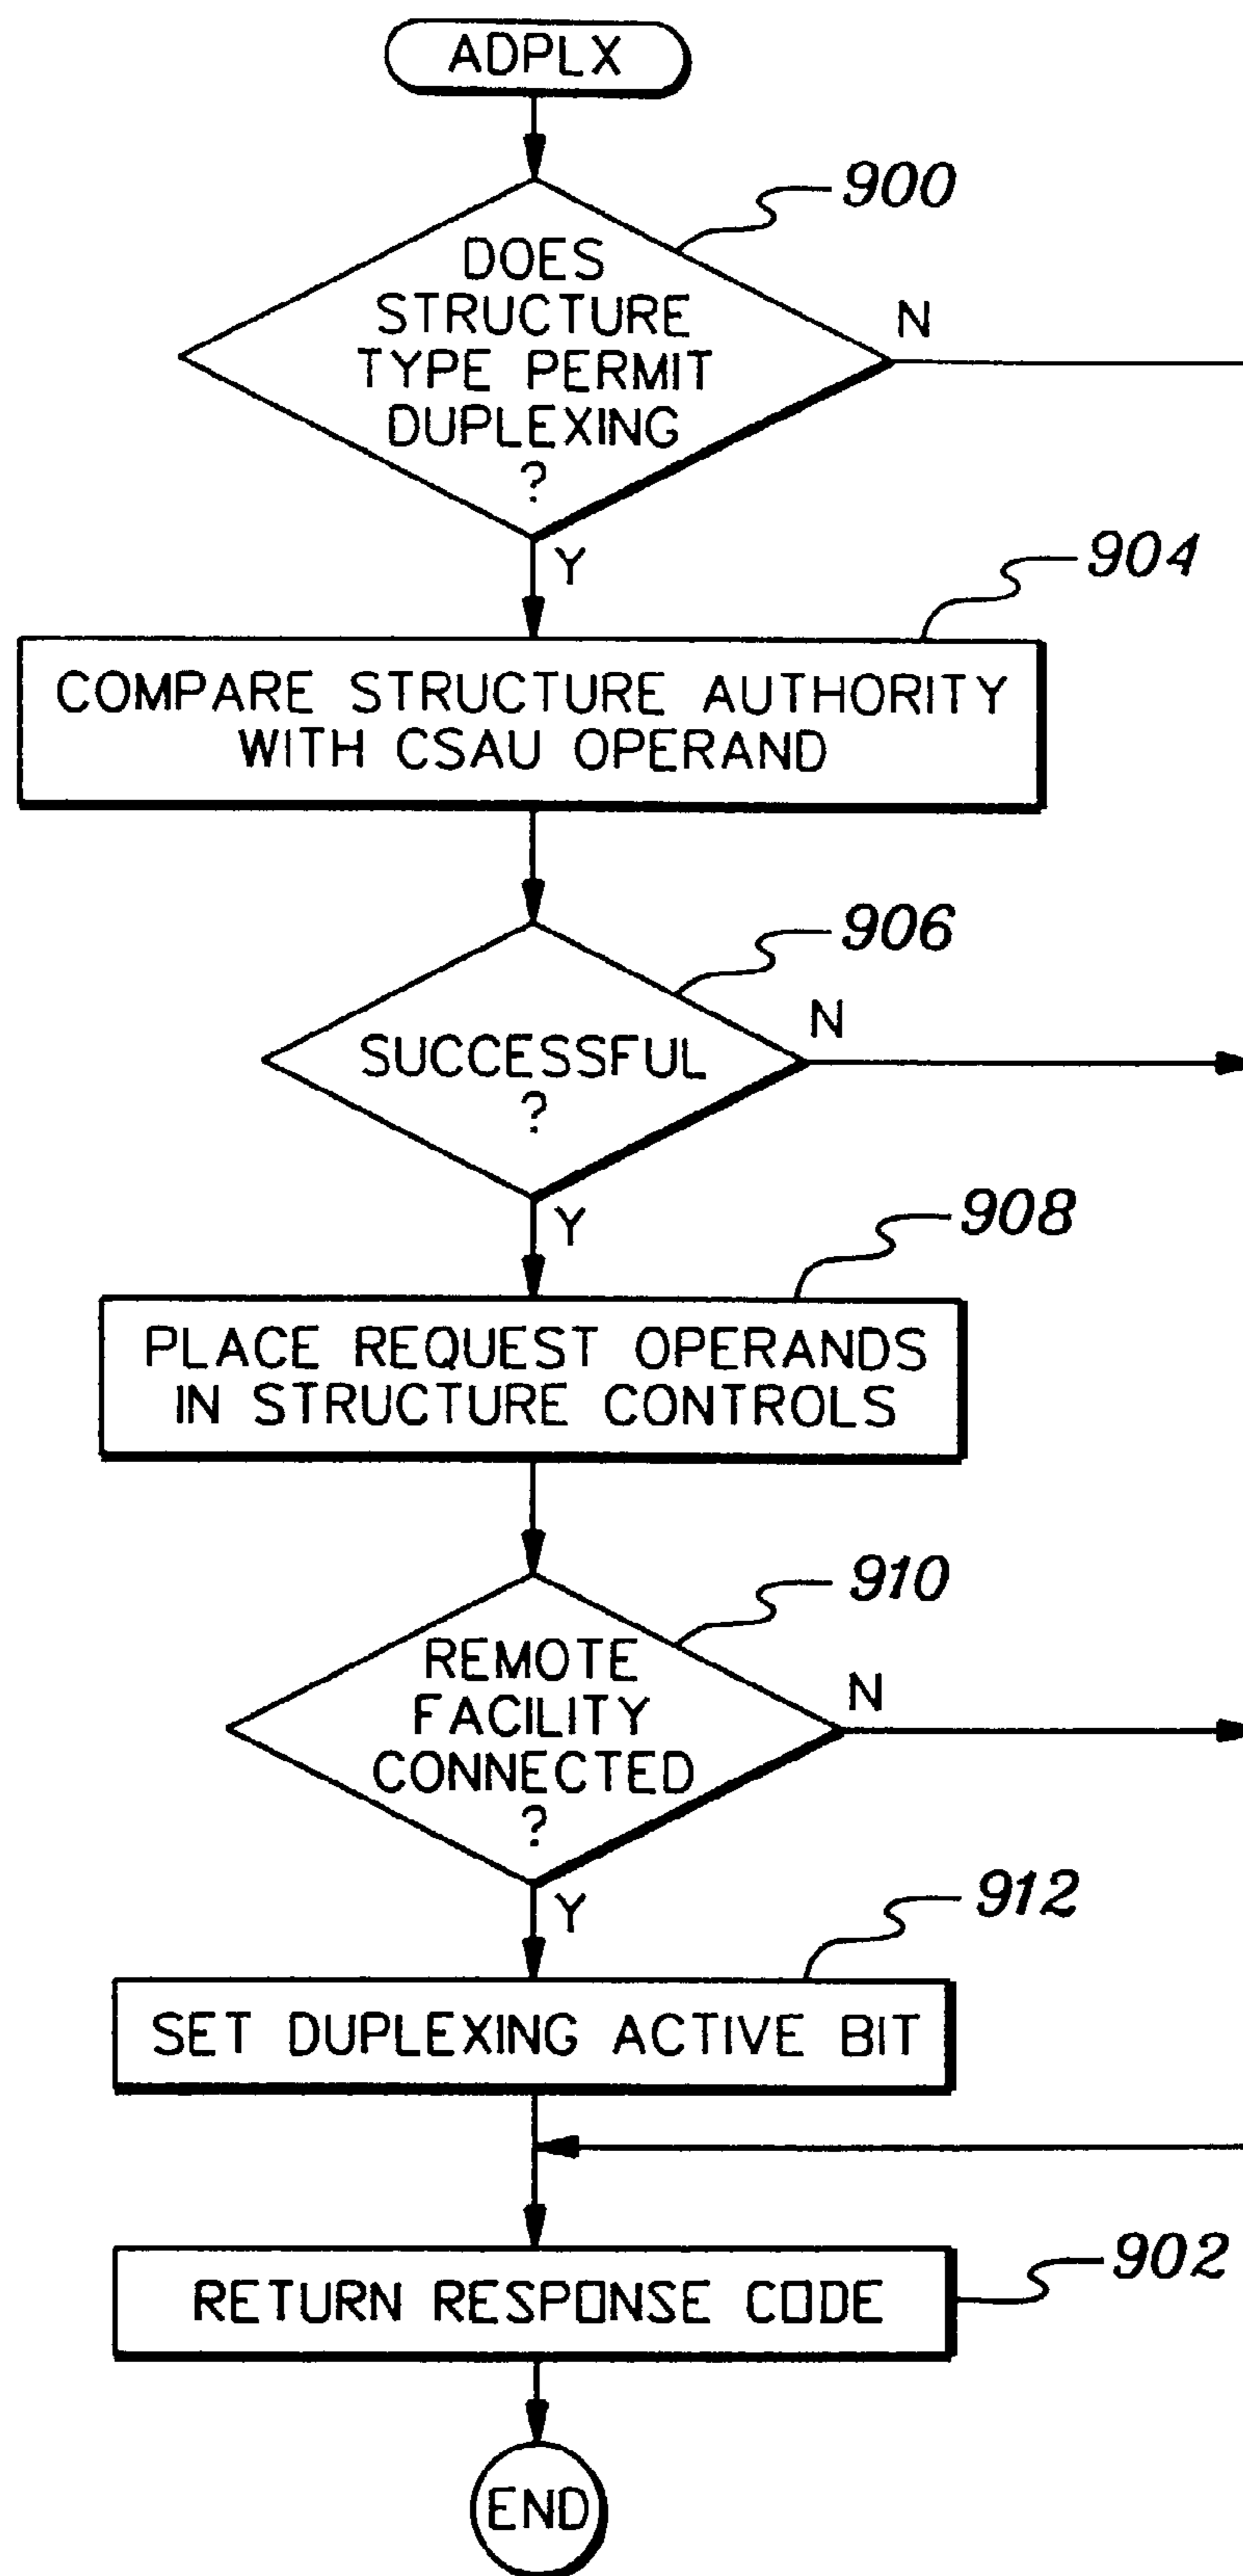 ADPLX
900
DOES
STRUCTURE
TYPE PERMIT
DUPLEXING
?
N
Y
904
COMPARE STRUCTURE AUTHORITY
WITH CSAU OPERAND
906
SUCCESSFUL
?
N
Y
908
PLACE REQUEST OPERANDS
IN STRUCTURE CONTROLS
910
REMOTE
FACILITY
CONNECTED
?
N
Y
912
SET DUPLEXING ACTIVE BIT
902
RETURN RESPONSE CODE
END